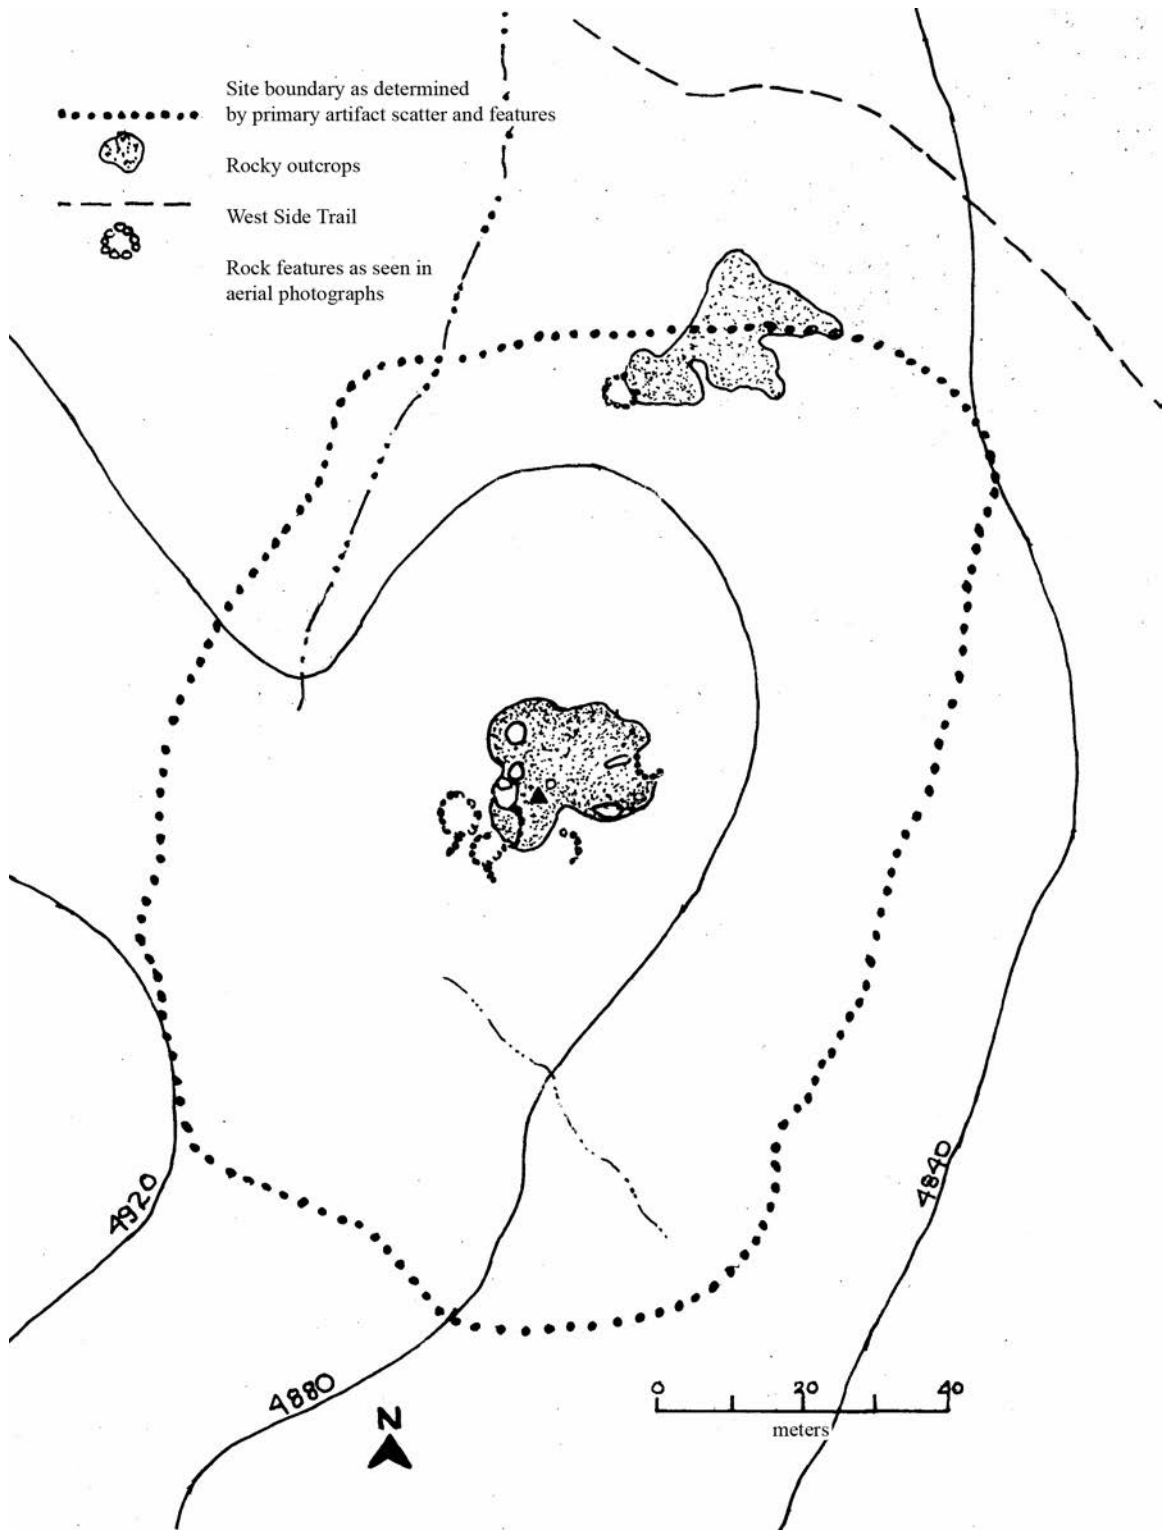 Site boundary as determined
by primary artifact scatter and features
Rocky outcrops
West Side Trail
Rock features as seen in
aerial photographs
4920
4840
4880
N
0 20 40
meters